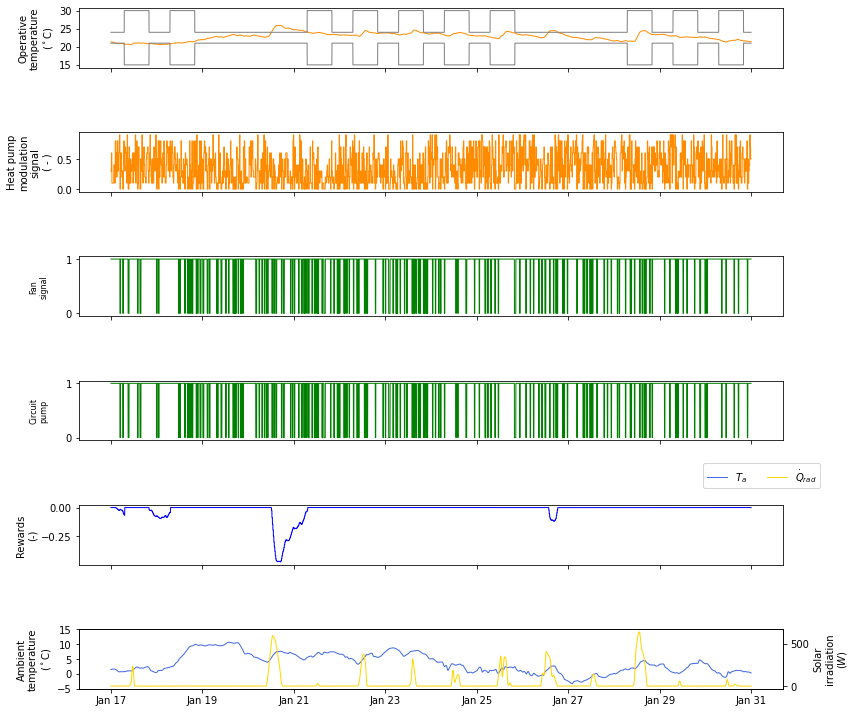 Operative
temperature
(°C)
30
25
20
15
Heat pump
modulation
signal
( - )
0.5
0.0
Fan
signal
1
0
Circuit
pump
1
0
T_a
Q̇_rad
Rewards
(-)
0.00
−0.25
Ambient
temperature
(°C)
15
10
5
0
−5
500
0
Solar
irradiation
(W)
Jan 17
Jan 19
Jan 21
Jan 23
Jan 25
Jan 27
Jan 29
Jan 31